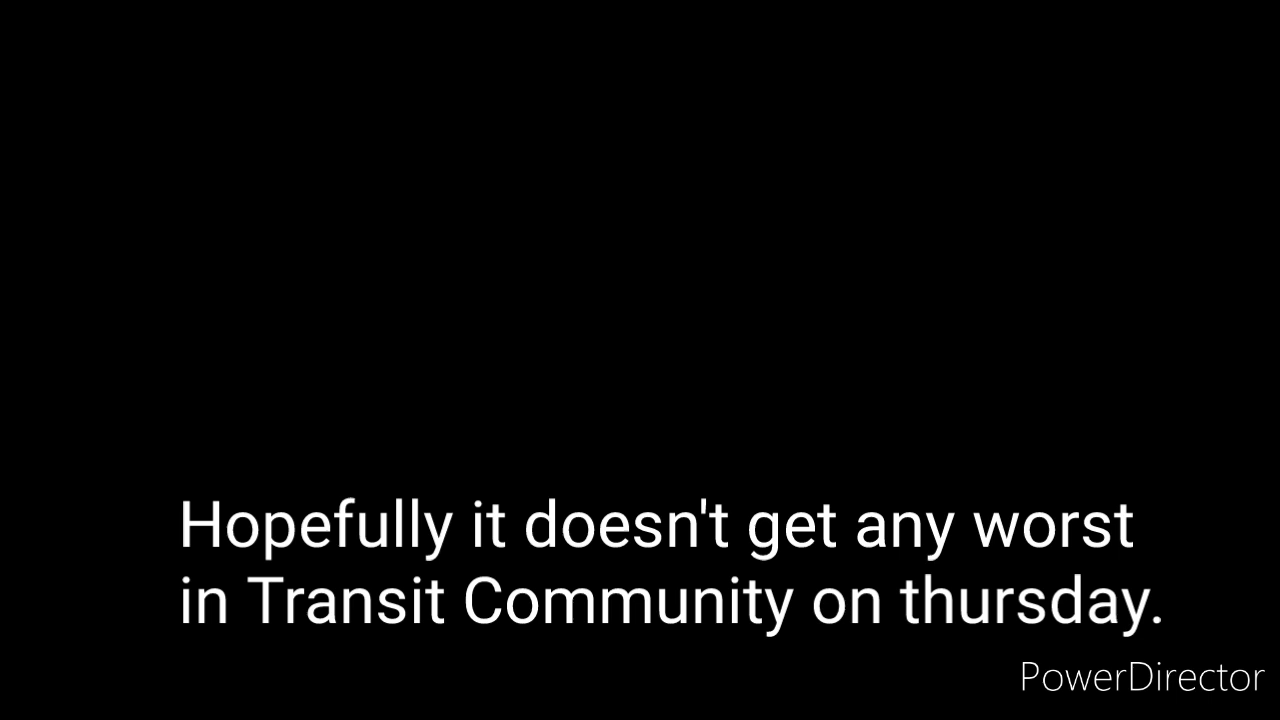 Hopefully it doesn't get any worst
in Transit Community on thursday.
PowerDirector